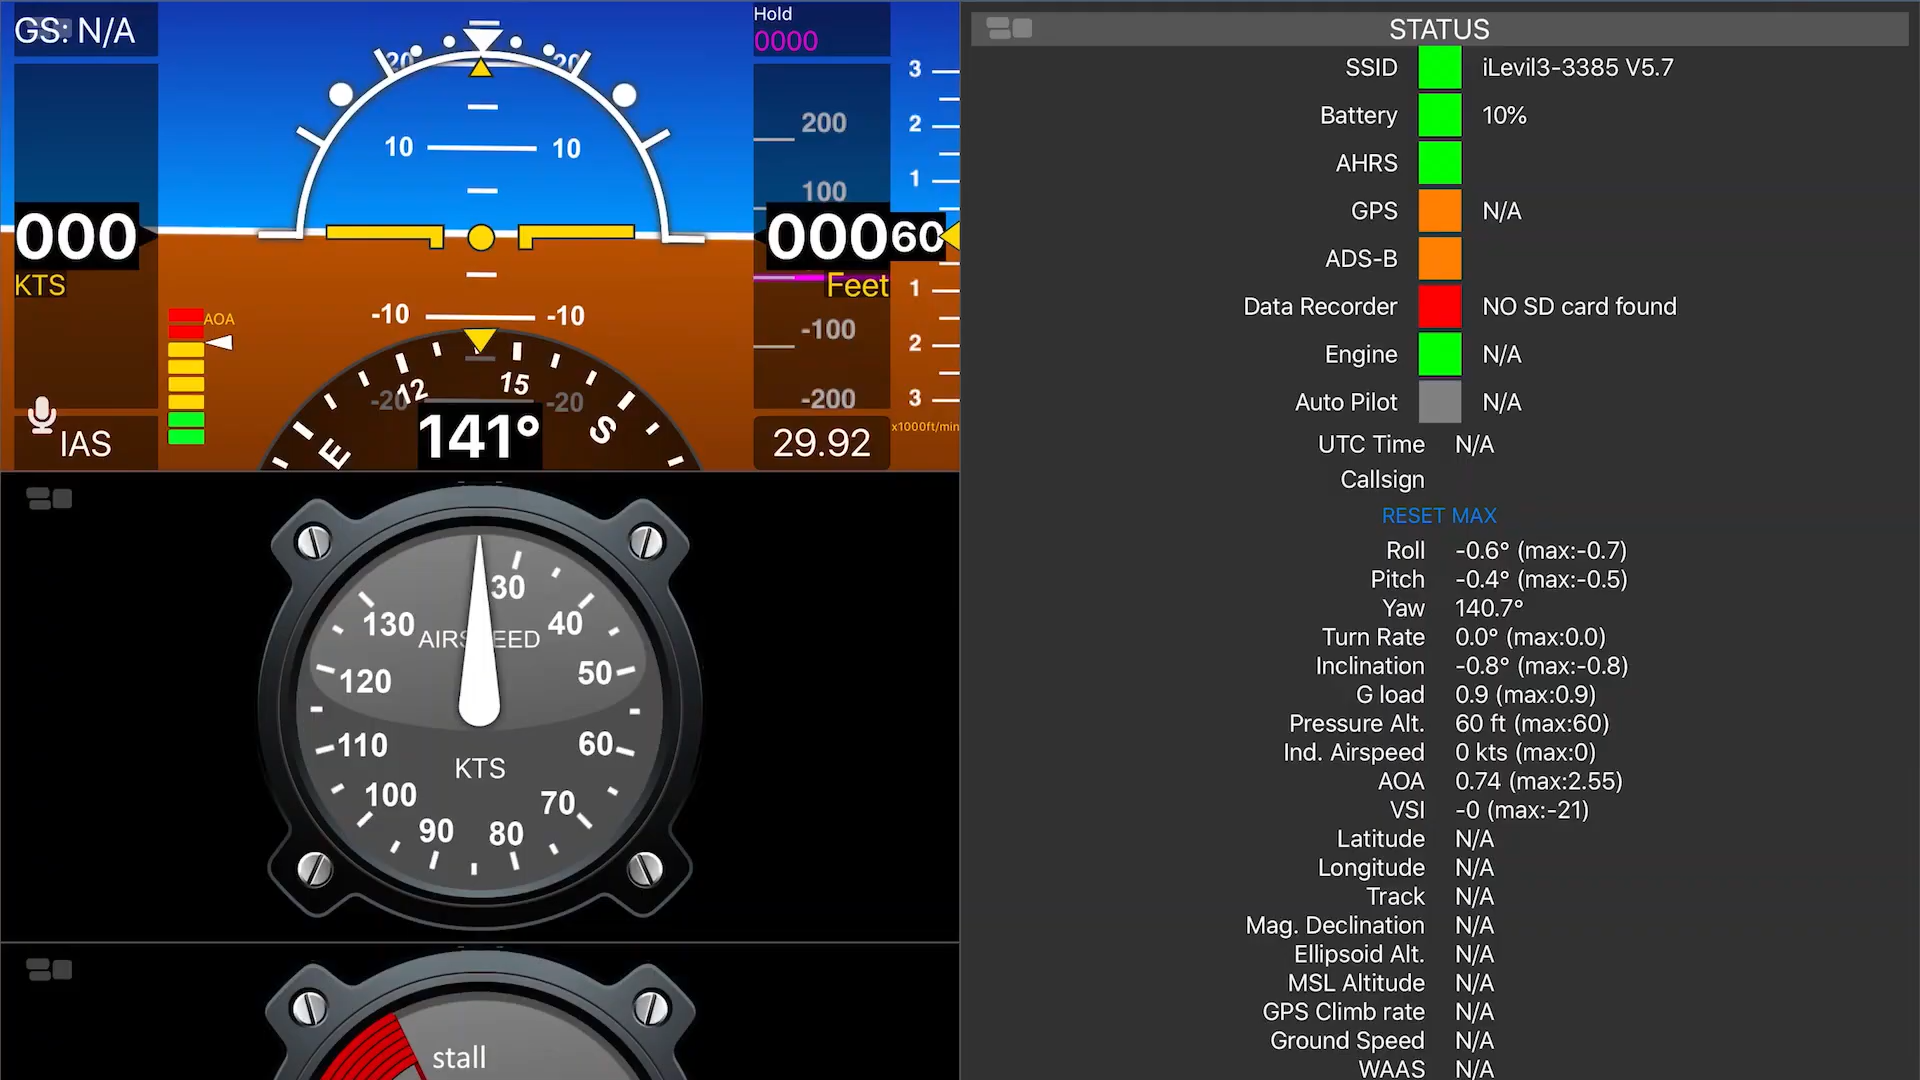 GS: N/A
Hold
0000
20 20
10 10
-10 -10
-20 -20
000
KTS
AOA
IAS
200
100
00060
Feet
-100
-200
29.92
3
2
1
1
2
3
x1000ft/min
E 12 15 S
141°
AIRSPEED
30
40
50
60
70
80
90
100
110
120
130
KTS
stall
STATUS
SSID iLevil3-3385 V5.7
Battery 10%
AHRS
GPS N/A
ADS-B
Data Recorder NO SD card found
Engine N/A
Auto Pilot N/A
UTC Time N/A
Callsign
RESET MAX
Roll -0.6° (max:-0.7)
Pitch -0.4° (max:-0.5)
Yaw 140.7°
Turn Rate 0.0° (max:0.0)
Inclination -0.8° (max:-0.8)
G load 0.9 (max:0.9)
Pressure Alt. 60 ft (max:60)
Ind. Airspeed 0 kts (max:0)
AOA 0.74 (max:2.55)
VSI -0 (max:-21)
Latitude N/A
Longitude N/A
Track N/A
Mag. Declination N/A
Ellipsoid Alt. N/A
MSL Altitude N/A
GPS Climb rate N/A
Ground Speed N/A
WAAS N/A